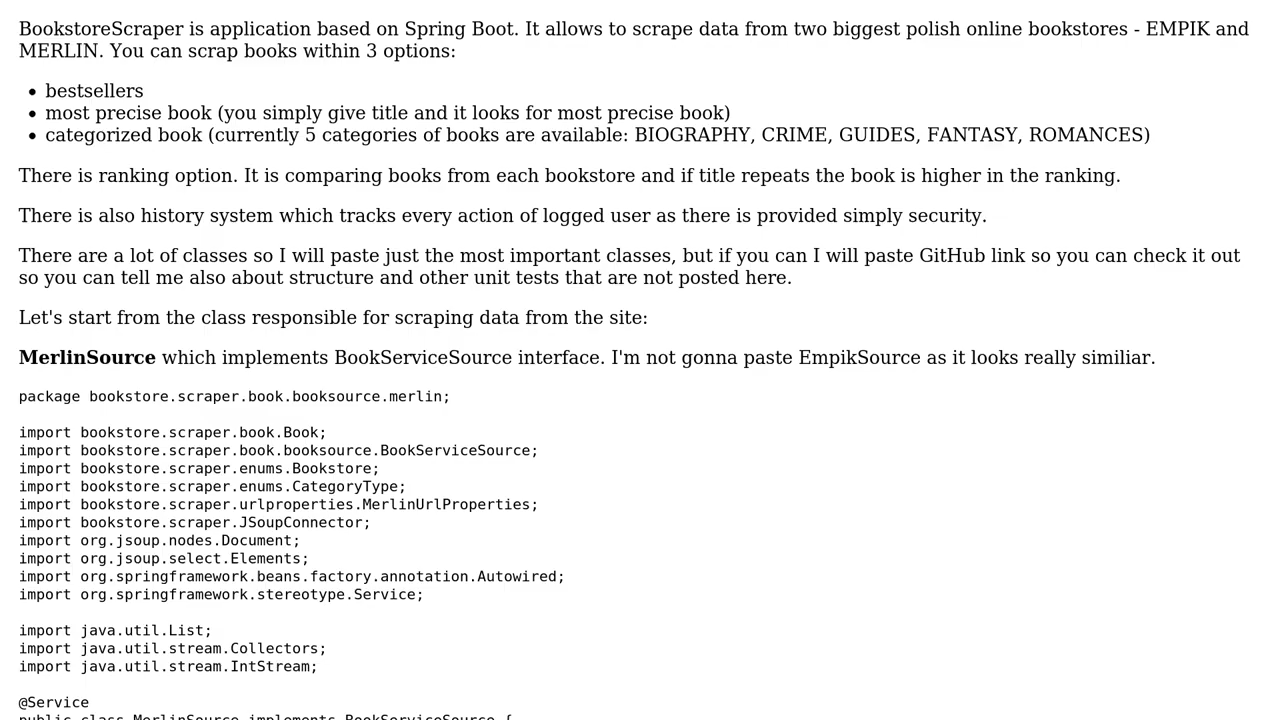 BookstoreScraper is application based on Spring Boot. It allows to scrape data from two biggest polish online bookstores - EMPIK and
MERLIN. You can scrap books within 3 options:
• bestsellers
• most precise book (you simply give title and it looks for most precise book)
• categorized book (currently 5 categories of books are available: BIOGRAPHY, CRIME, GUIDES, FANTASY, ROMANCES)
There is ranking option. It is comparing books from each bookstore and if title repeats the book is higher in the ranking.
There is also history system which tracks every action of logged user as there is provided simply security.
There are a lot of classes so I will paste just the most important classes, but if you can I will paste GitHub link so you can check it out
so you can tell me also about structure and other unit tests that are not posted here.
Let's start from the class responsible for scraping data from the site:
MerlinSource which implements BookServiceSource interface. I'm not gonna paste EmpikSource as it looks really similiar.
package bookstore.scraper.book.booksource.merlin;
import bookstore.scraper.book.Book;
import bookstore.scraper.book.booksource.BookServiceSource;
import bookstore.scraper.enums.Bookstore;
import bookstore.scraper.enums.CategoryType;
import bookstore.scraper.urlproperties.MerlinUrlProperties;
import bookstore.scraper.JSoupConnector;
import org.jsoup.nodes.Document;
import org.jsoup.select.Elements;
import org.springframework.beans.factory.annotation.Autowired;
import org.springframework.stereotype.Service;
import java.util.List;
import java.util.stream.Collectors;
import java.util.stream.IntStream;
@Service
public class MerlinSource implements BookServiceSource {